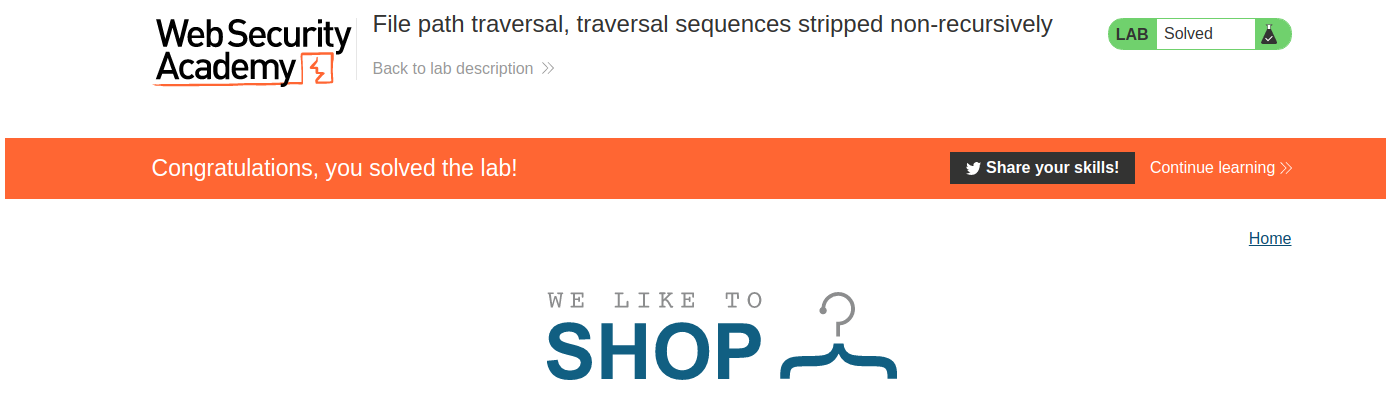 Web Security
Academy
File path traversal, traversal sequences stripped non-recursively
Back to lab description
LAB Solved
Congratulations, you solved the lab!
Share your skills!
Continue learning
Home
WE LIKE TO
SHOP